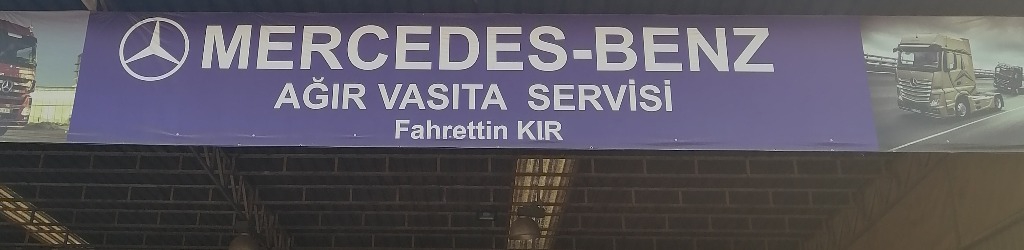 MERCEDES-BENZ
AĞIR VASITA SERVİSİ
Fahrettin KIR